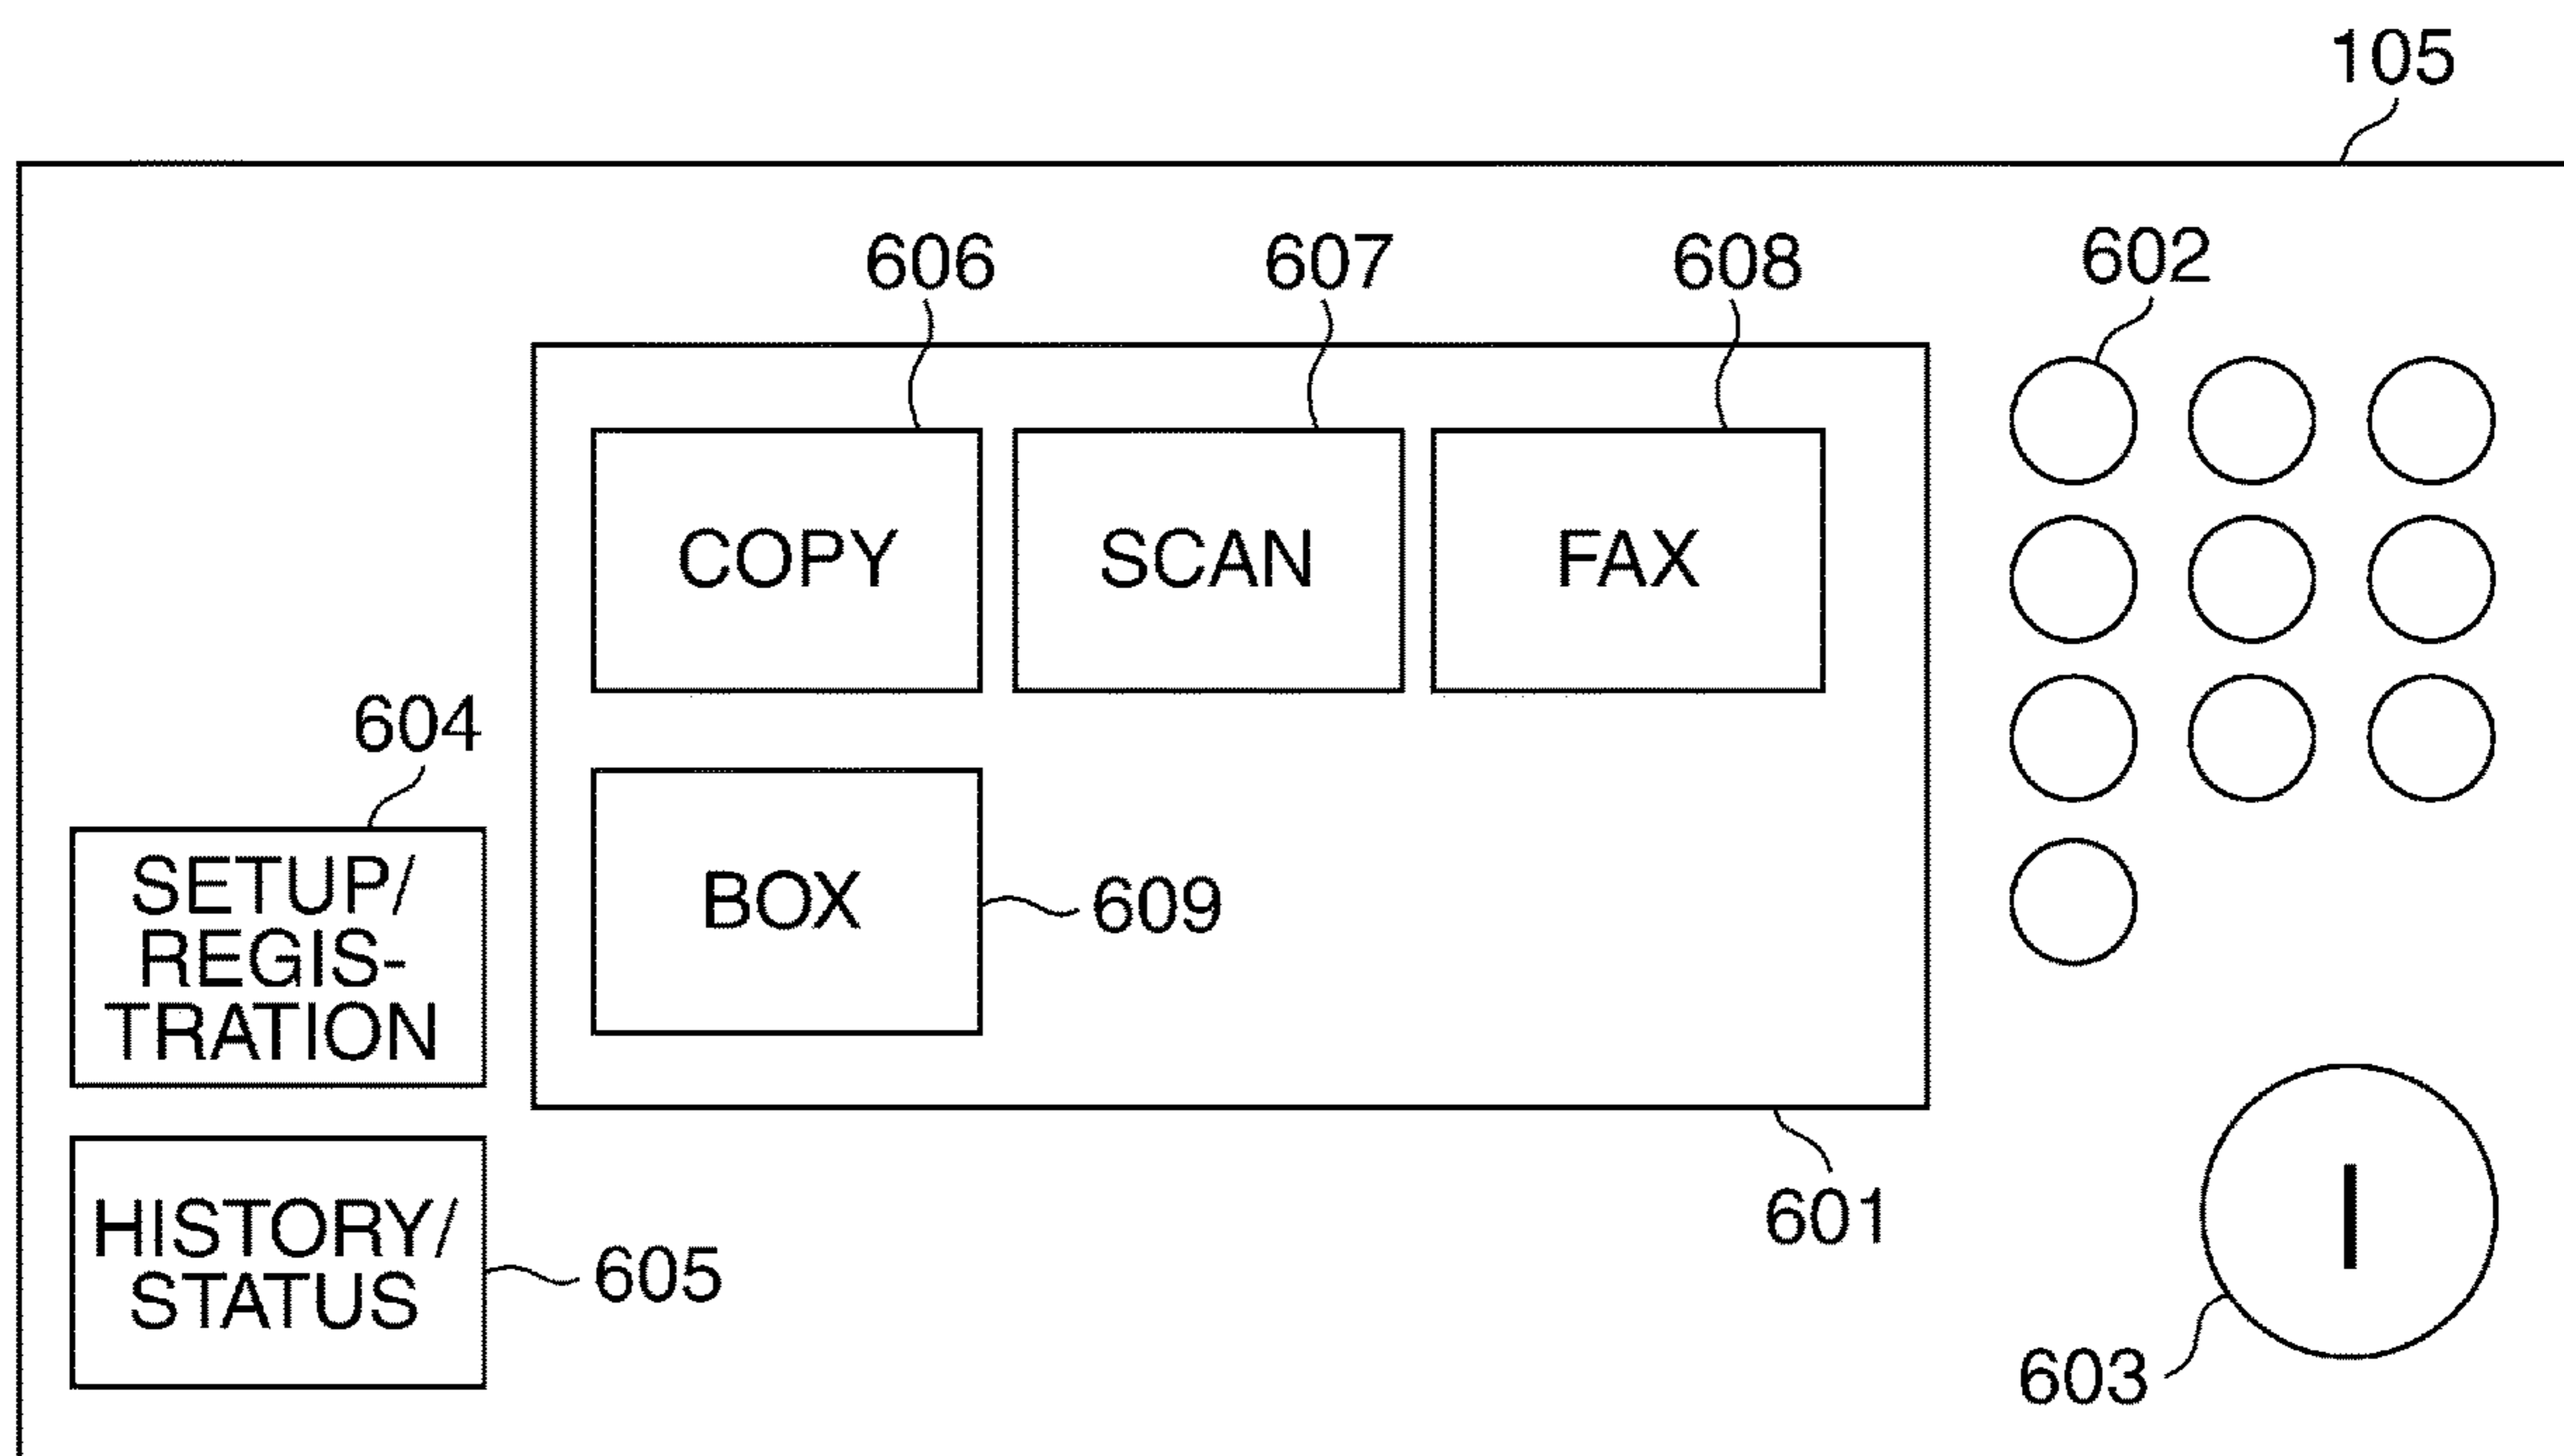 105
606
607
608
602
COPY
SCAN
FAX
604
BOX
609
SETUP/
REGIS-
TRATION
601
HISTORY/
STATUS
605
I
603